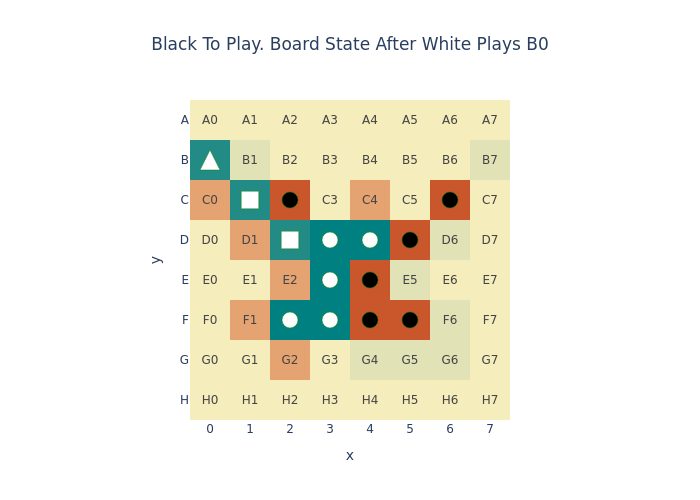 Black To Play. Board State After White Plays B0
A A0 A1 A2 A3 A4 A5 A6 A7
B B1 B2 B3 B4 B5 B6 B7
C C0 C3 C4 C5 C7
D D0 D1 D6 D7
y
E E0 E1 E2 E5 E6 E7
F F0 F1 F6 F7
G G0 G1 G2 G3 G4 G5 G6 G7
H H0 H1 H2 H3 H4 H5 H6 H7
0 1 2 3 4 5 6 7
x